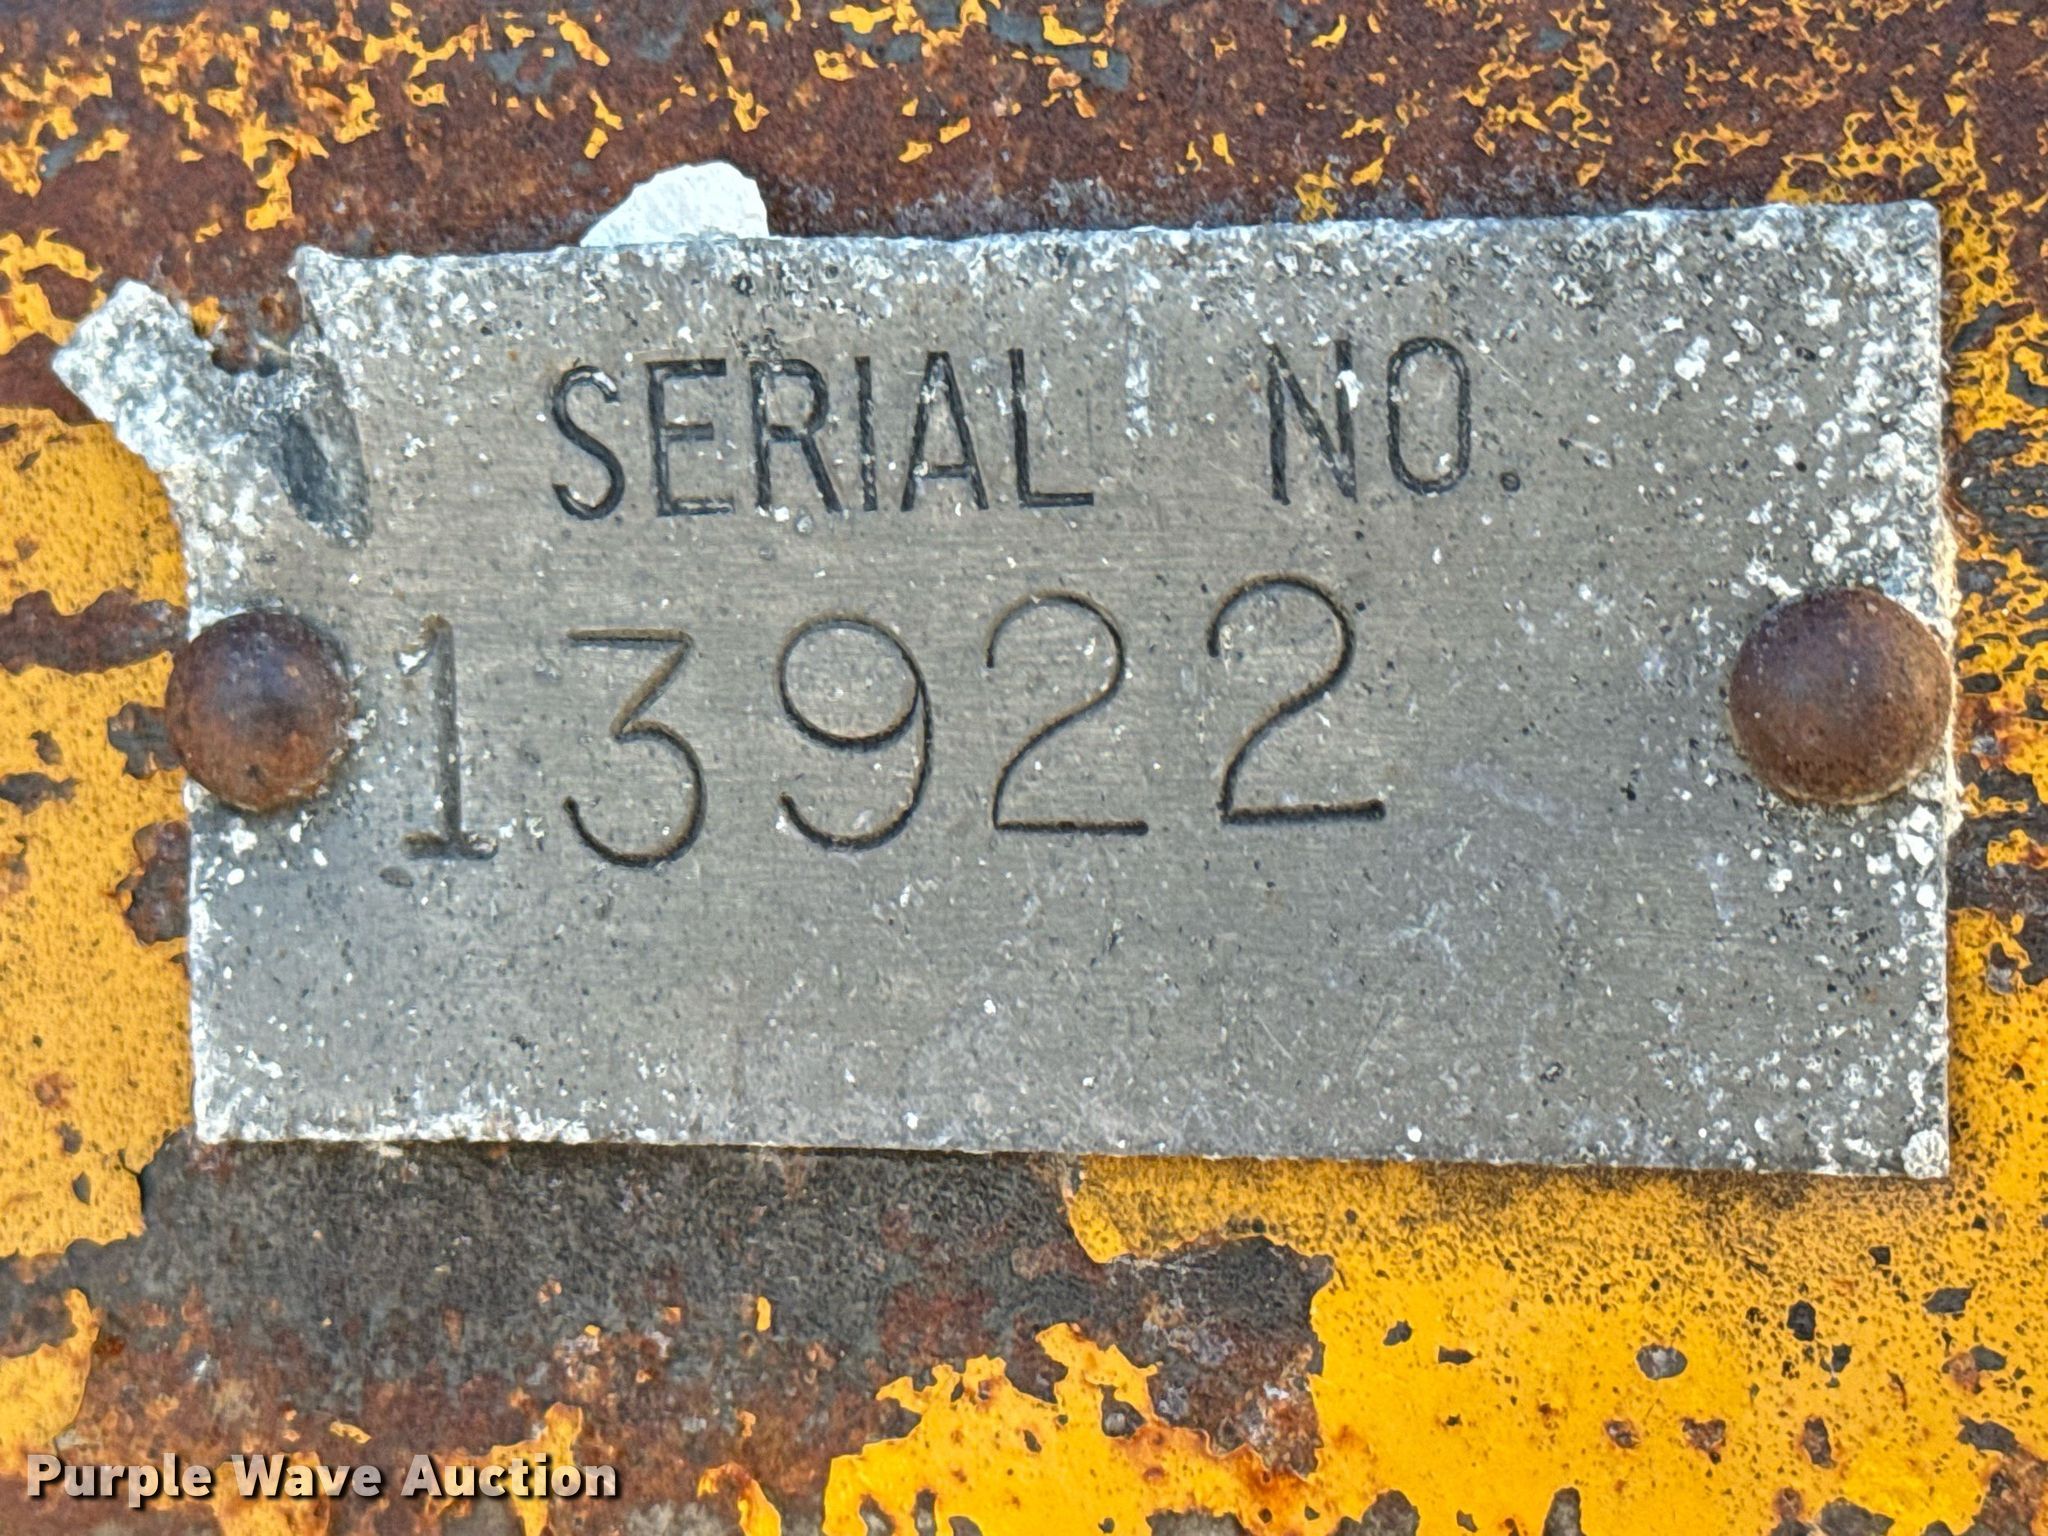 SERIAL NO.
13922
Purple Wave Auction